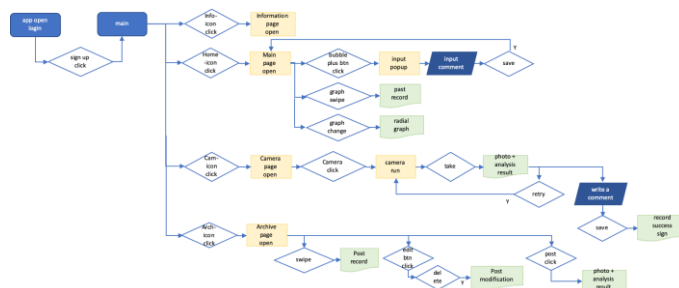 app open
login
sign up
click
main
Info-
icon
click
Information
page
open
Home
-icon
click
Main
page
open
bubble
plus btn
click
input
popup
input
comment
save
Y
graph
swipe
past
record
graph
change
radial
graph
Cam-
icon
click
Camera
page
open
Camera
click
camera
run
take
photo +
analysis
result
retry
Y
write a
comment
save
record
success
sign
Arch-
icon
click
Archive
page
open
swipe
Post
record
edit
btn
click
del
ete
Y
Post
modification
post
click
photo +
analysis
result